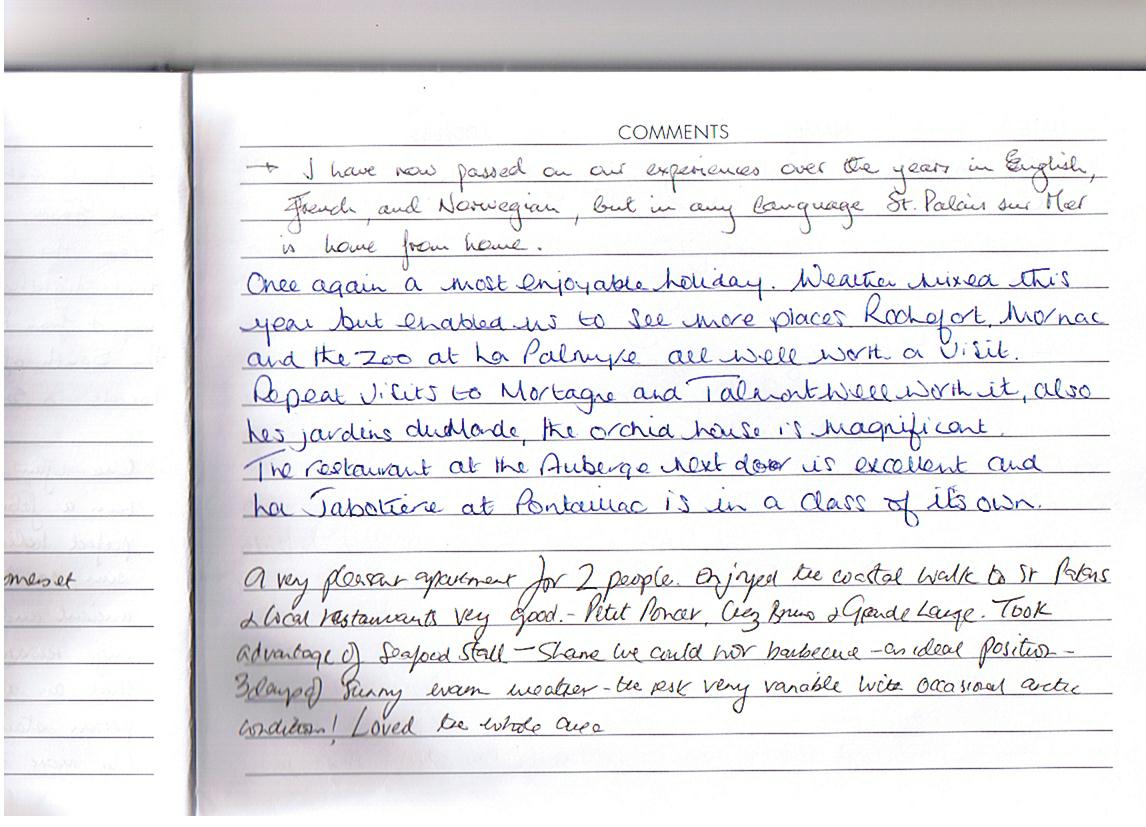 COMMENTS
→ I have now passed on our experiences over the years in English,
French, and Norwegian, but in any language St. Palais sur Mer
is home from home.
Once again a most enjoyable holiday. Weather mixed this
year but enabled us to see more places Rochefort, Mornac
and the zoo at La Palmyre all well worth a visit.
Repeat visits to Mortagne and Talmont well worth it, also
Les jardins du Monde, the orchid house is magnificent.
The restaurant at the Auberge next door is excellent and
La Jabotière at Pontaillac is in a class of its own.
omerset
A very pleasant apartment for 2 people. Enjoyed the coastal walk to St Palais
& local restaurants very good. - Petit Poncer, Chez Bruno & Grande Large. Took
advantage of Seafood Stall - Shame we could not barbecue - an ideal position -
3 days of sunny warm weather - the rest very variable with occasional arctic
condition! Loved the whole area